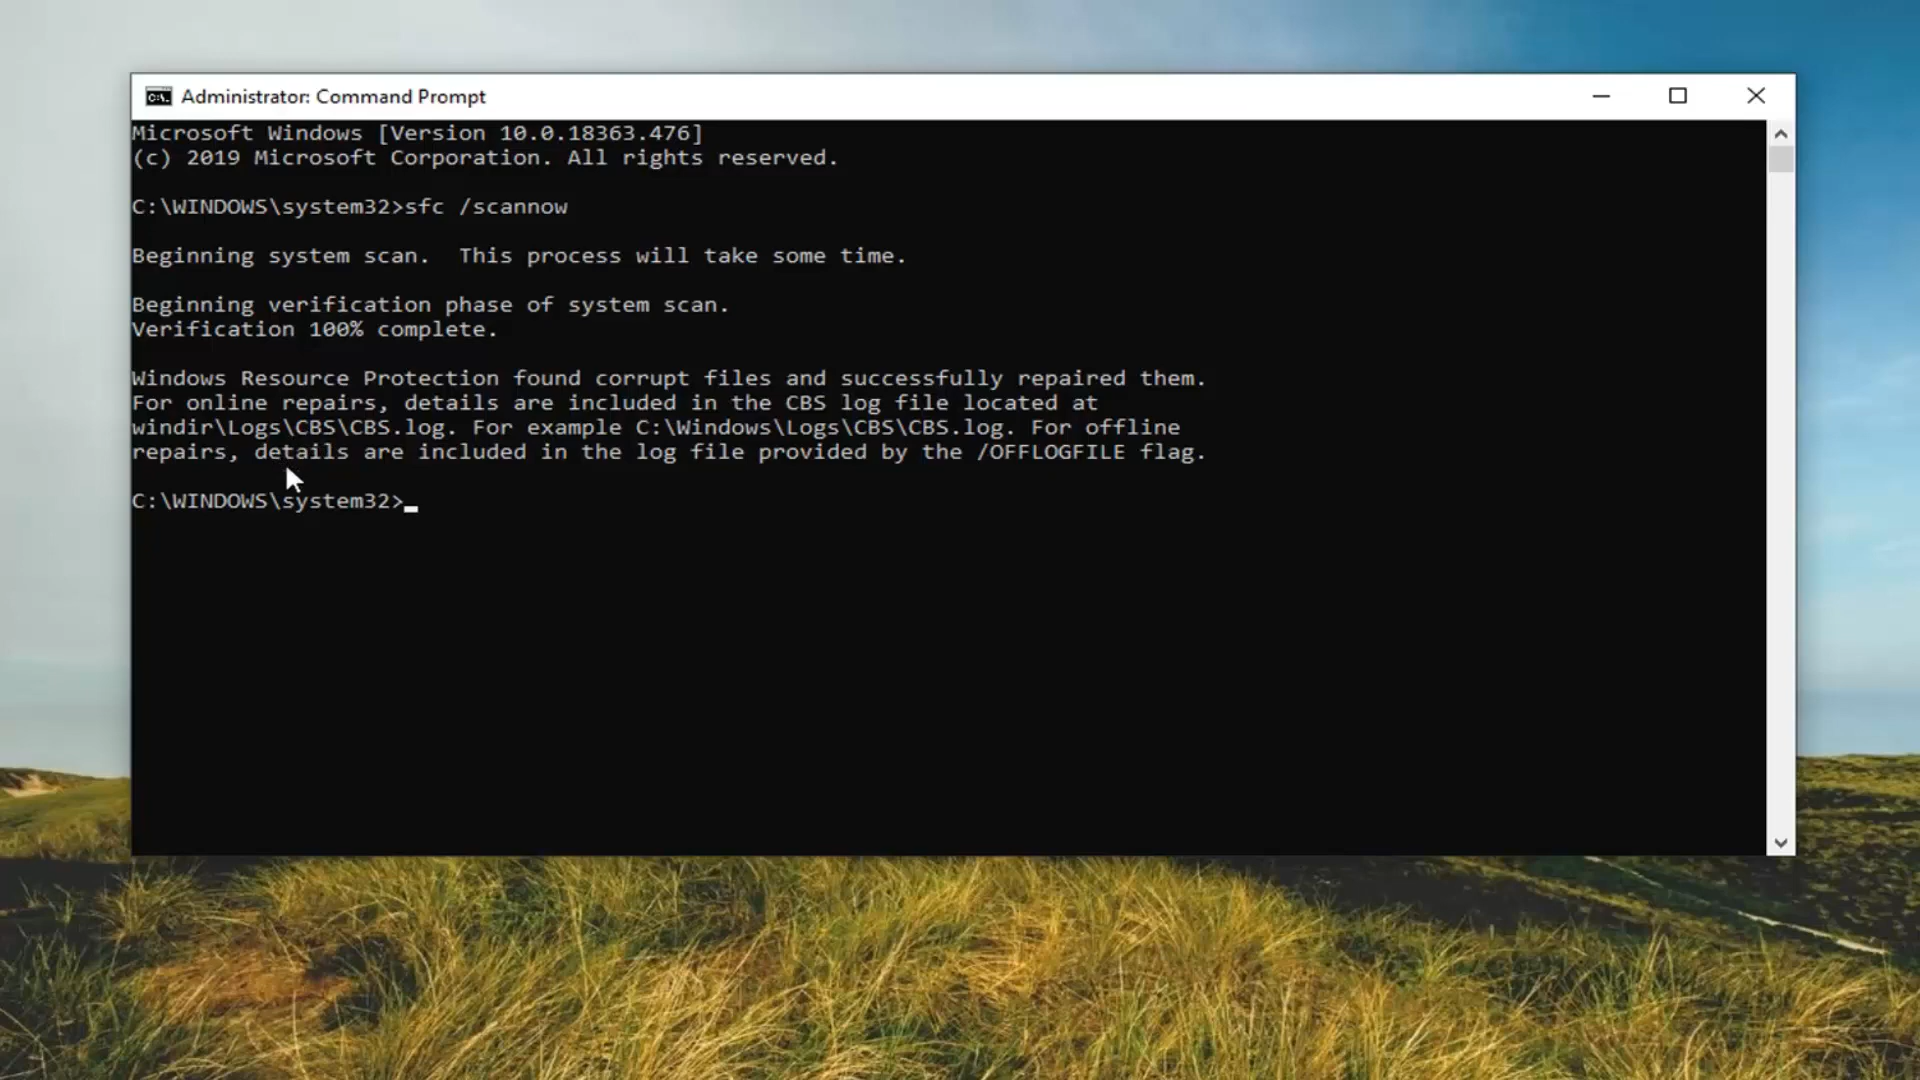 Administrator: Command Prompt
Microsoft Windows [Version 10.0.18363.476]
(c) 2019 Microsoft Corporation. All rights reserved.
C:\WINDOWS\system32>sfc /scannow
Beginning system scan.  This process will take some time.
Beginning verification phase of system scan.
Verification 100% complete.
Windows Resource Protection found corrupt files and successfully repaired them.
For online repairs, details are included in the CBS log file located at
windir\Logs\CBS\CBS.log. For example C:\Windows\Logs\CBS\CBS.log. For offline
repairs, details are included in the log file provided by the /OFFLOGFILE flag.
C:\WINDOWS\system32>